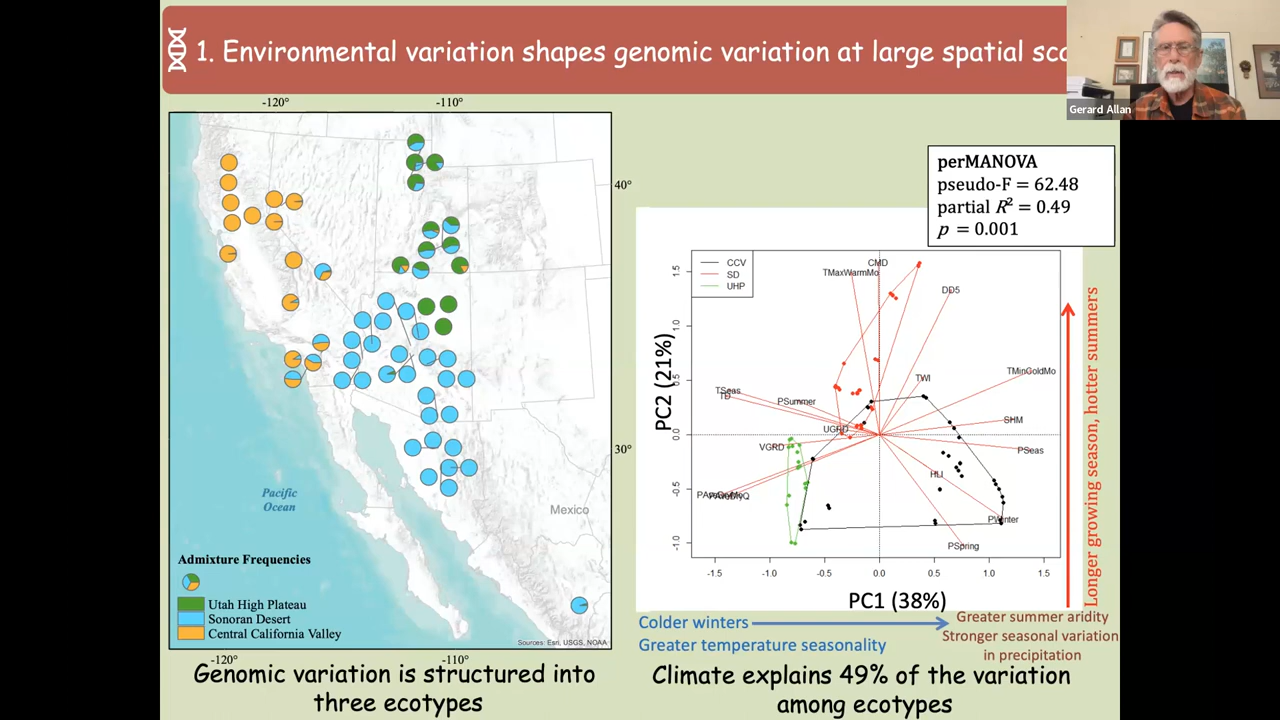 1. Environmental variation shapes genomic variation at large spatial sca
Gerard Allan
-120°
-110°
40°
30°
Pacific
Ocean
Mexico
Admixture Frequencies
Utah High Plateau
Sonoran Desert
Central California Valley
Sources: Esri, USGS, NOAA
-120°
-110°
Genomic variation is structured into
three ecotypes
perMANOVA
pseudo-F = 62.48
partial R² = 0.49
p = 0.001
CCV
SD
UHP
CMD
TMaxWarmMo
DD5
TWI
TMinColdMo
TSeas
TD
PSummer
SHM
UGRD
VGRD
PSeas
HLI
PWinter
PSpring
1.5
1.0
0.5
0.0
-0.5
-1.0
-1.5
-1.0
-0.5
0.0
0.5
1.0
1.5
PC2 (21%)
PC1 (38%)
Longer growing season, hotter summers
Colder winters
Greater temperature seasonality
Greater summer aridity
Stronger seasonal variation
in precipitation
Climate explains 49% of the variation
among ecotypes